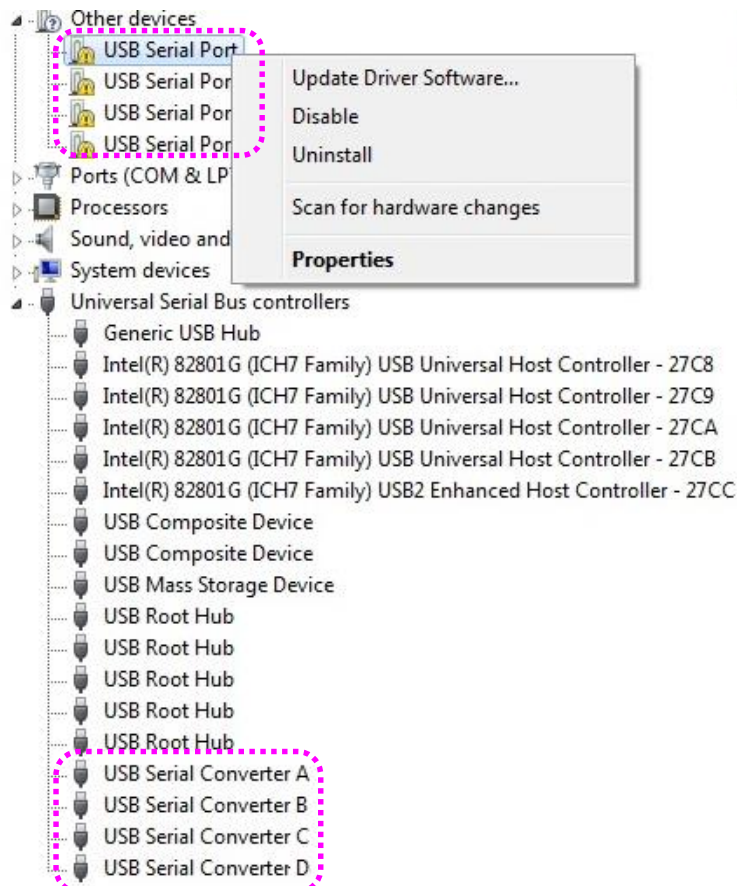 Other devices
USB Serial Port
USB Serial Por
USB Serial Por
USB Serial Por
Update Driver Software...
Disable
Uninstall
Scan for hardware changes
Properties
Ports (COM & LP
Processors
Sound, video and
System devices
Universal Serial Bus controllers
Generic USB Hub
Intel(R) 82801G (ICH7 Family) USB Universal Host Controller - 27C8
Intel(R) 82801G (ICH7 Family) USB Universal Host Controller - 27C9
Intel(R) 82801G (ICH7 Family) USB Universal Host Controller - 27CA
Intel(R) 82801G (ICH7 Family) USB Universal Host Controller - 27CB
Intel(R) 82801G (ICH7 Family) USB2 Enhanced Host Controller - 27CC
USB Composite Device
USB Composite Device
USB Mass Storage Device
USB Root Hub
USB Root Hub
USB Root Hub
USB Root Hub
USB Root Hub
USB Serial Converter A
USB Serial Converter B
USB Serial Converter C
USB Serial Converter D